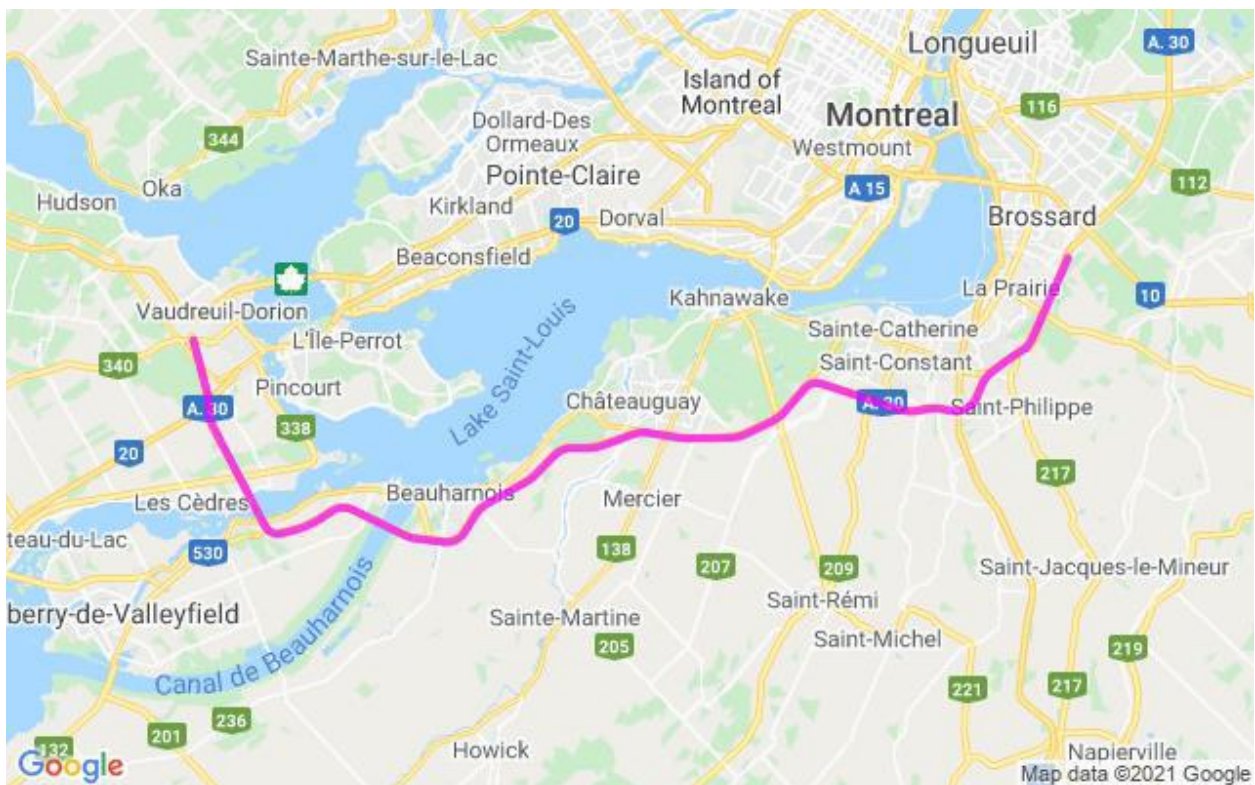 Longueuil
A. 30
Sainte-Marthe-sur-le-Lac
Island of
Montreal
116
Montreal
Dollard-Des
Ormeaux
344
Westmount
Oka
Pointe-Claire
A 15
112
Hudson
Kirkland
20
Dorval
Brossard
Beaconsfield
La Prairie
10
Kahnawake
Vaudreuil-Dorion
Sainte-Catherine
L'Île-Perrot
340
Saint-Constant
Pincourt
Lake Saint-Louis
Châteauguay
A. 30
A. 30
Saint-Philippe
338
20
217
Beauharnois
Les Cèdres
Mercier
teau-du-Lac
530
138
207
209
Saint-Jacques-le-Mineur
Canal de Beauharnois
Saint-Rémi
berry-de-Valleyfield
Sainte-Martine
Saint-Michel
205
219
221
217
236
201
132
Howick
Napierville
Google
Map data ©2021 Google